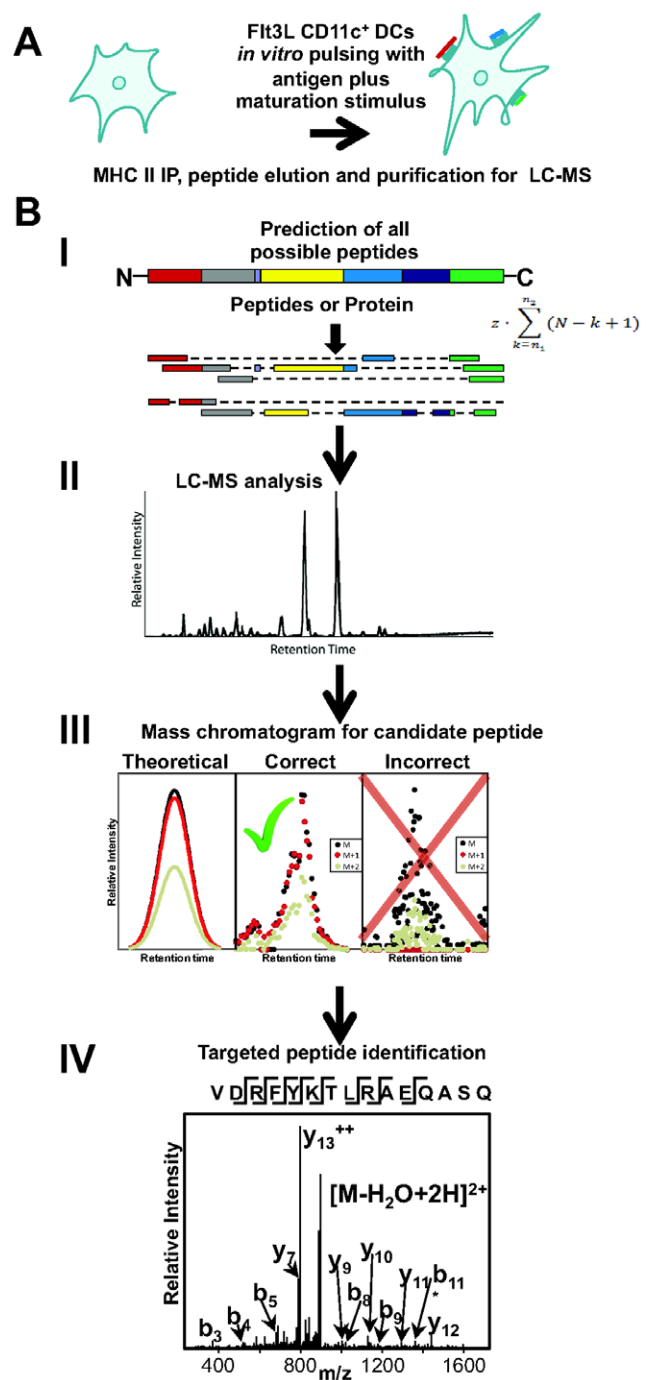 A
Flt3L CD11c⁺ DCs
in vitro pulsing with
antigen plus
maturation stimulus
MHC II IP, peptide elution and purification for LC-MS
B
I
Prediction of all
possible peptides
N
C
Peptides or Protein
z · ∑ₖ₌ₙ₁ⁿ² (N − k + 1)
II
LC-MS analysis
Relative Intensity
Retention Time
III
Mass chromatogram for candidate peptide
Theoretical
Correct
Incorrect
Relative Intensity
M
M+1
M+2
M
M+1
M+2
Retention time
Retention time
Retention time
IV
Targeted peptide identification
V D R F Y K T L R A E Q A S Q
Relative Intensity
y₁₃⁺⁺
[M-H₂O+2H]²⁺
y₇
y₉
y₁₀
y₁₁
b₁₁
*
b₅
b₈
b₃
b₄
b₉
y₁₂
400 800 1200 1600
m/z